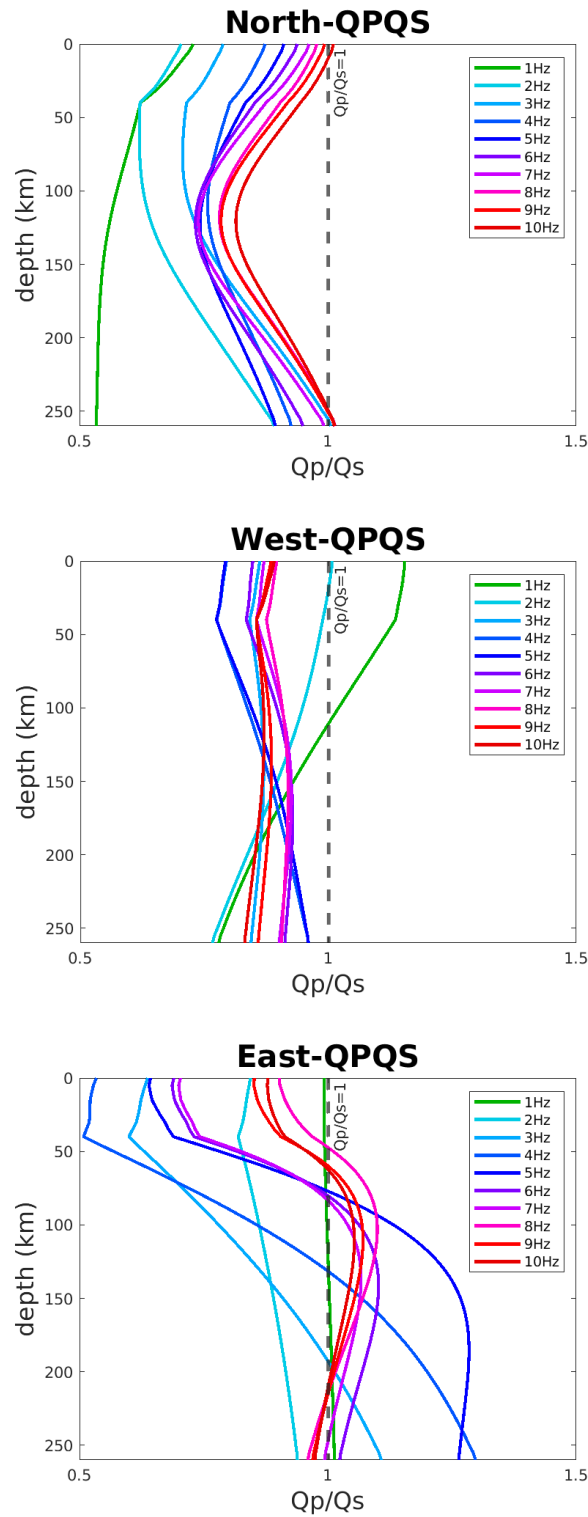 North-QPQS
0
50
100
150
200
250
depth (km)
0.5
1
1.5
Qp/Qs
Qp/Qs=1
1Hz
2Hz
3Hz
4Hz
5Hz
6Hz
7Hz
8Hz
9Hz
10Hz
West-QPQS
0
50
100
150
200
250
depth (km)
0.5
1
1.5
Qp/Qs
Qp/Qs=1
1Hz
2Hz
3Hz
4Hz
5Hz
6Hz
7Hz
8Hz
9Hz
10Hz
East-QPQS
0
50
100
150
200
250
depth (km)
0.5
1
1.5
Qp/Qs
Qp/Qs=1
1Hz
2Hz
3Hz
4Hz
5Hz
6Hz
7Hz
8Hz
9Hz
10Hz